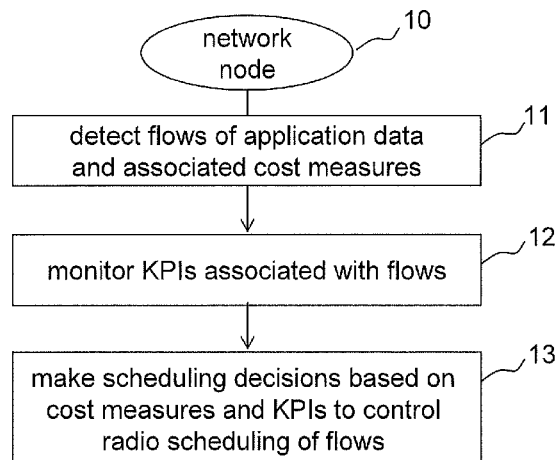 10
network
node
11
detect flows of application data
and associated cost measures
12
monitor KPIs associated with flows
13
make scheduling decisions based on
cost measures and KPIs to control
radio scheduling of flows